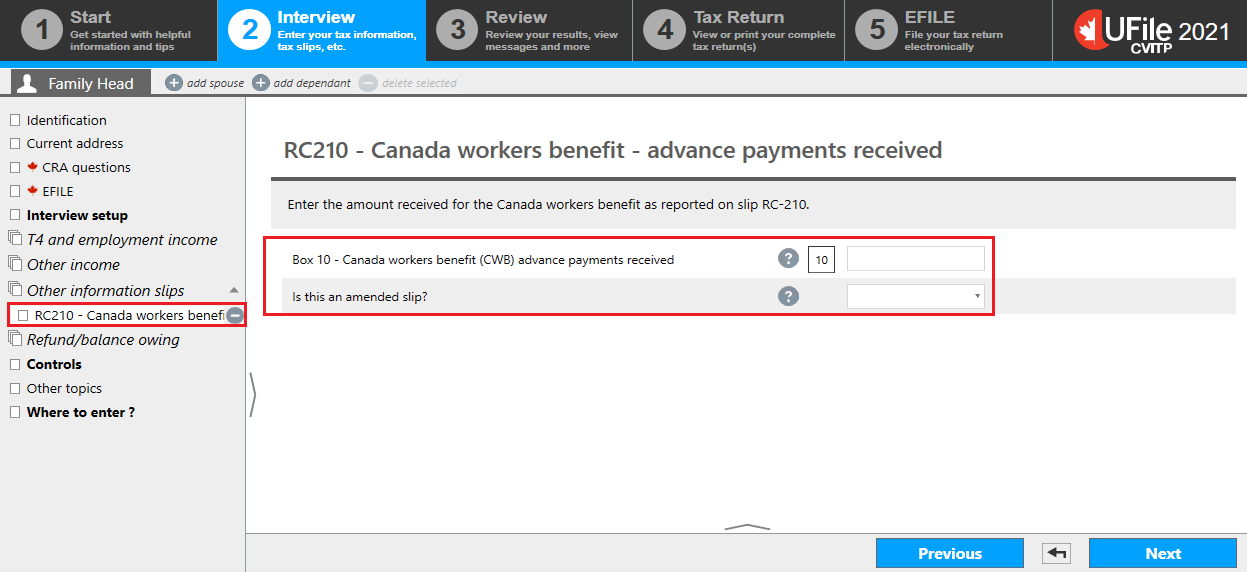 1 Start
Get started with helpful
information and tips
2 Interview
Enter your tax information,
tax slips, etc.
3 Review
Review your results, view
messages and more
4 Tax Return
View or print your complete
tax return(s)
5 EFILE
File your tax return
electronically
UFile 2021
CVITP
Family Head
add spouse
add dependant
delete selected
Identification
Current address
CRA questions
EFILE
Interview setup
T4 and employment income
Other income
Other information slips
RC210 - Canada workers benefi
Refund/balance owing
Controls
Other topics
Where to enter ?
RC210 - Canada workers benefit - advance payments received
Enter the amount received for the Canada workers benefit as reported on slip RC-210.
Box 10 - Canada workers benefit (CWB) advance payments received ? 10
Is this an amended slip? ?
Previous
Next